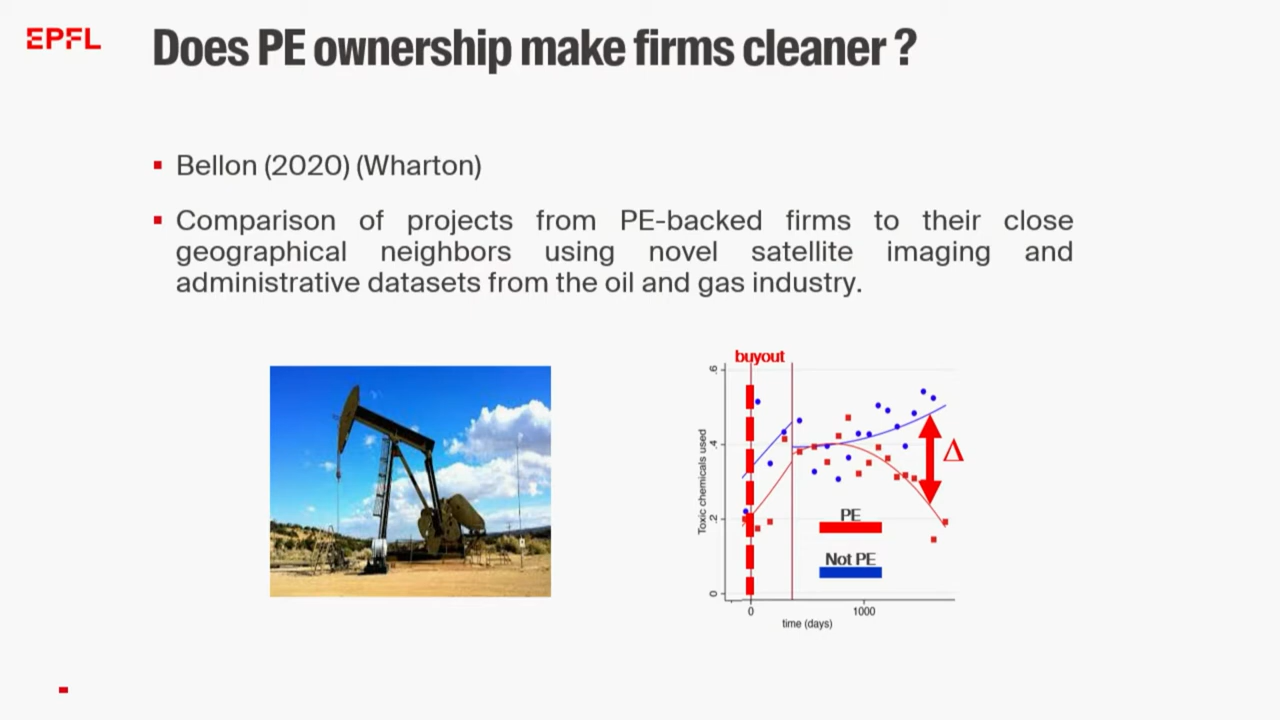 EPFL
Does PE ownership make firms cleaner ?
Bellon (2020) (Wharton)
Comparison of projects from PE-backed firms to their close
geographical neighbors using novel satellite imaging and
administrative datasets from the oil and gas industry.
buyout
.6
.4
.2
0
Toxic chemicals used
Δ
PE
Not PE
0 1000
time (days)